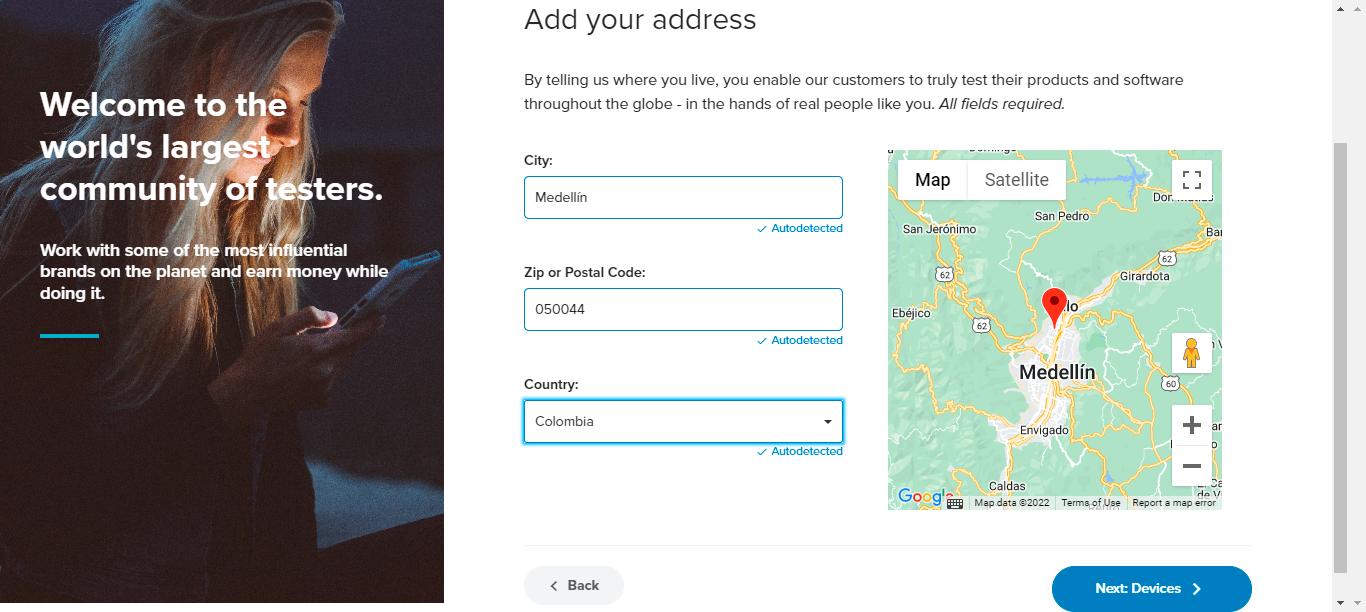 Welcome to the
world's largest
community of testers.
Work with some of the most influential
brands on the planet and earn money while
doing it.
Add your address
By telling us where you live, you enable our customers to truly test their products and software
throughout the globe - in the hands of real people like you. All fields required.
City:
Medellín
Autodetected
Zip or Postal Code:
050044
Autodetected
Country:
Colombia
Autodetected
Map
Satellite
San Pedro
San Jerónimo
62
62
Girardota
Ebéjico
62
Medellín
60
Envigado
Caldas
Google
Map data ©2022
Terms of Use
Report a map error
Back
Next: Devices